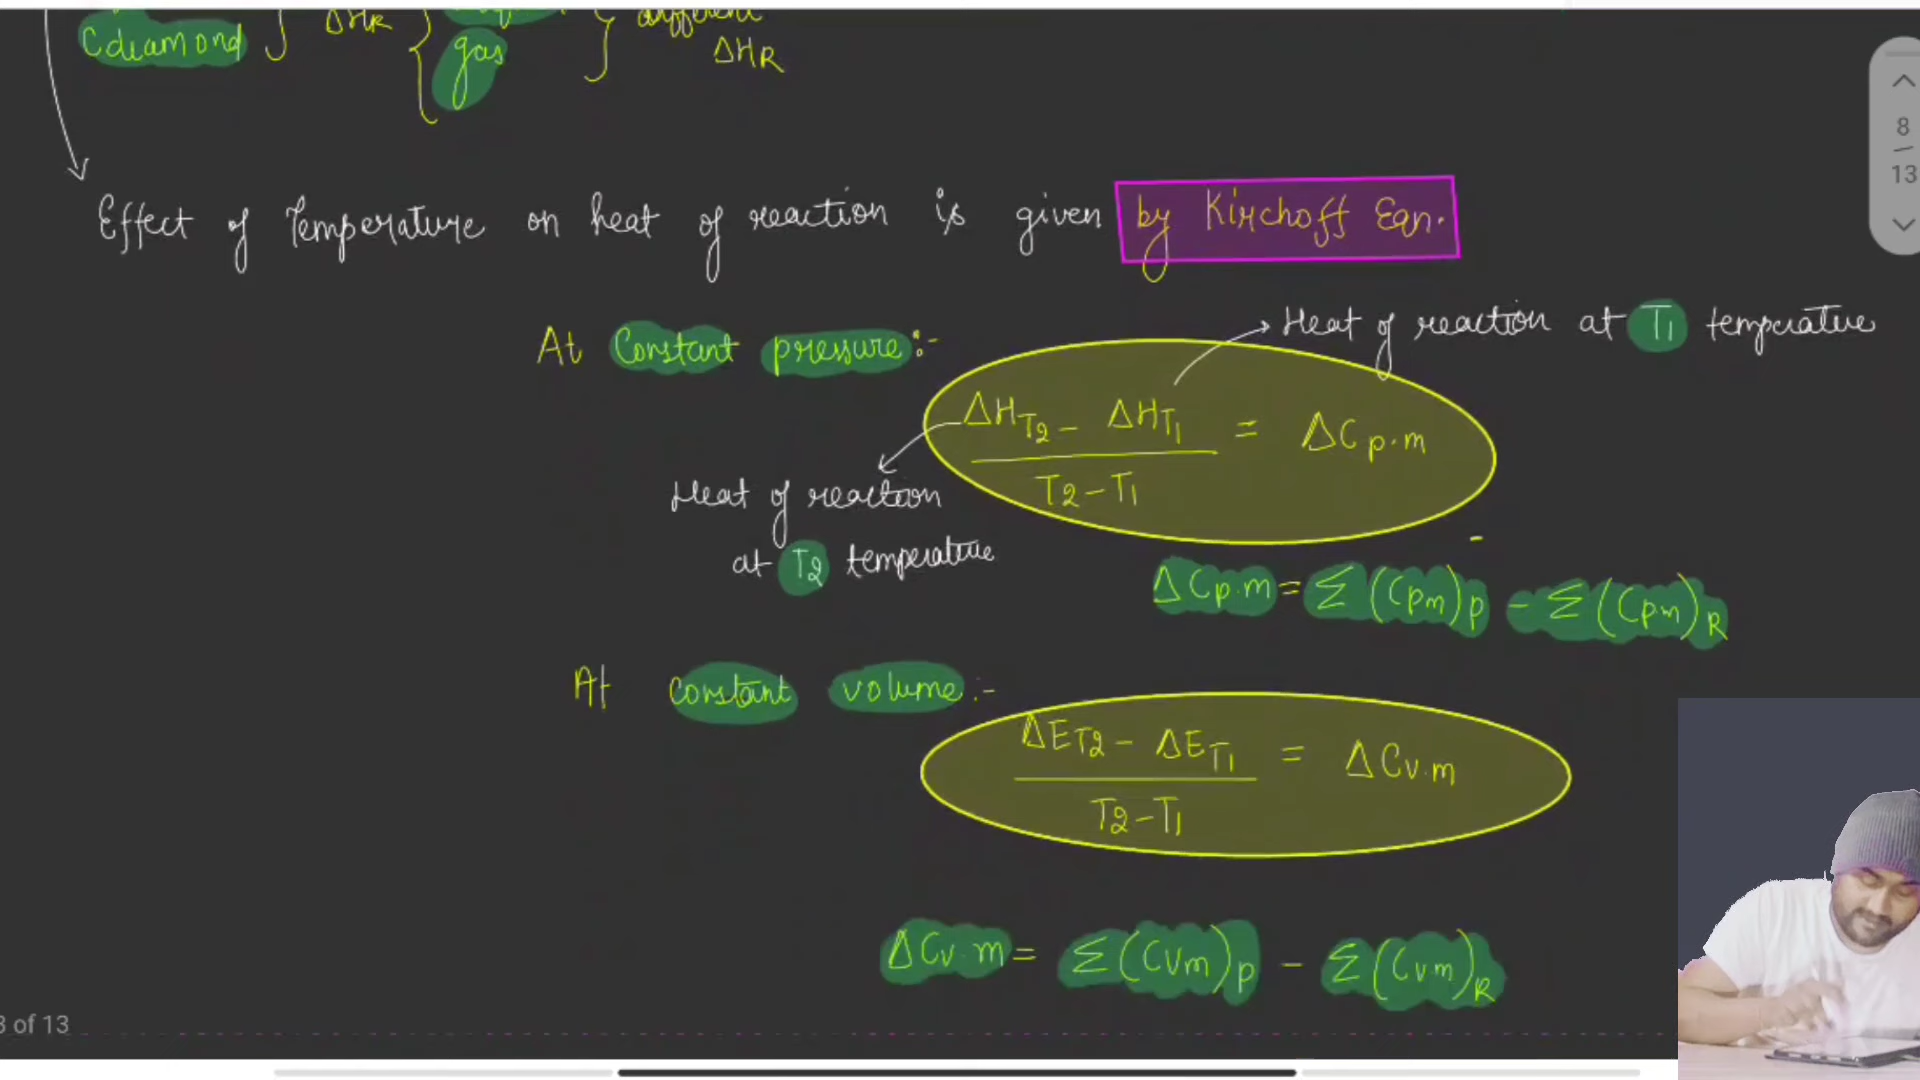 Cdiamond } ΔHR { gas } different
ΔHR
8
13
Effect of Temperature on heat of reaction is given by Kirchoff Eqn.
At Constant pressure :-
Heat of reaction at T1 temperature
ΔHT2 - ΔHT1 = ΔCp.m
T2-T1
Heat of reaction
at T2 temperature
ΔCp.m = Σ(Cpm)p - Σ(Cpm)R
At constant volume :-
ΔET2 - ΔET1 = ΔCv.m
T2-T1
ΔCv.m = Σ(Cvm)p - Σ(Cvm)R
of 13